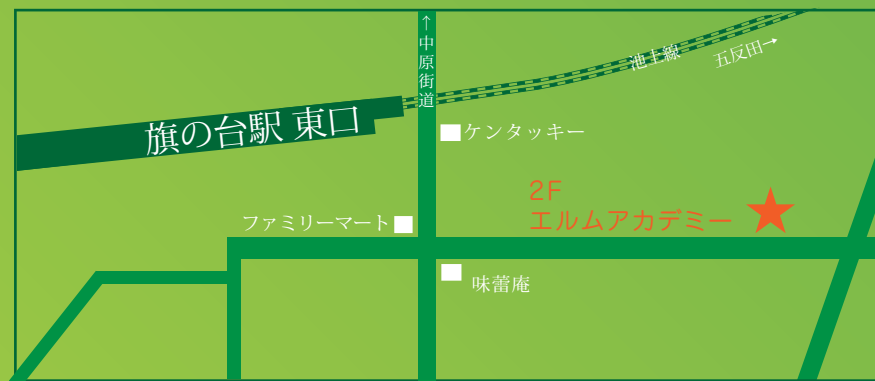 ↑中原街道
池上線
五反田→
旗の台駅 東口
ケンタッキー
2F
エルムアカデミー
ファミリーマート
味蕾庵